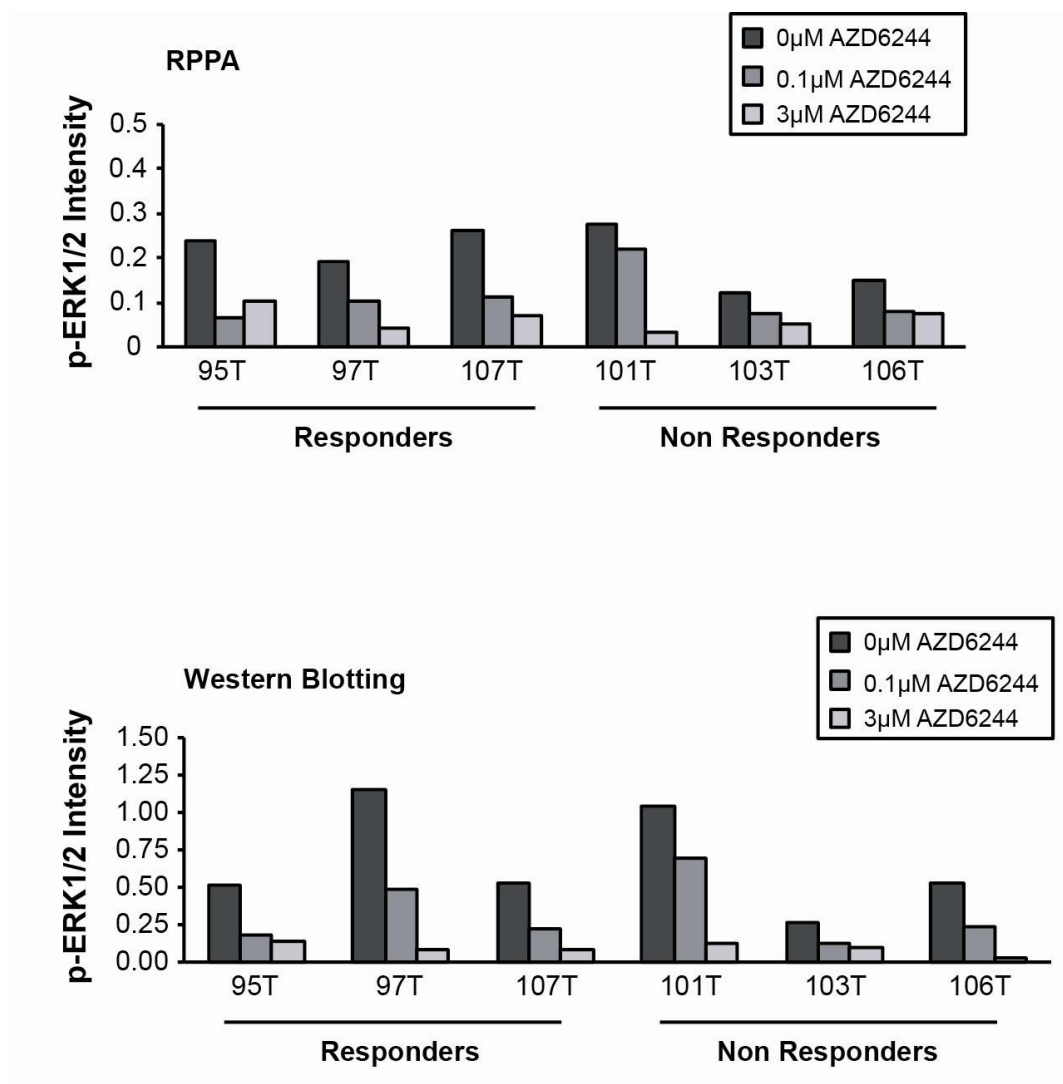 RPPA
0µM AZD6244
0.1µM AZD6244
3µM AZD6244
p-ERK1/2 Intensity
0.5
0.4
0.3
0.2
0.1
0
95T 97T 107T 101T 103T 106T
Responders Non Responders
Western Blotting
0µM AZD6244
0.1µM AZD6244
3µM AZD6244
p-ERK1/2 Intensity
1.50
1.25
1.00
0.75
0.50
0.25
0.00
95T 97T 107T 101T 103T 106T
Responders Non Responders